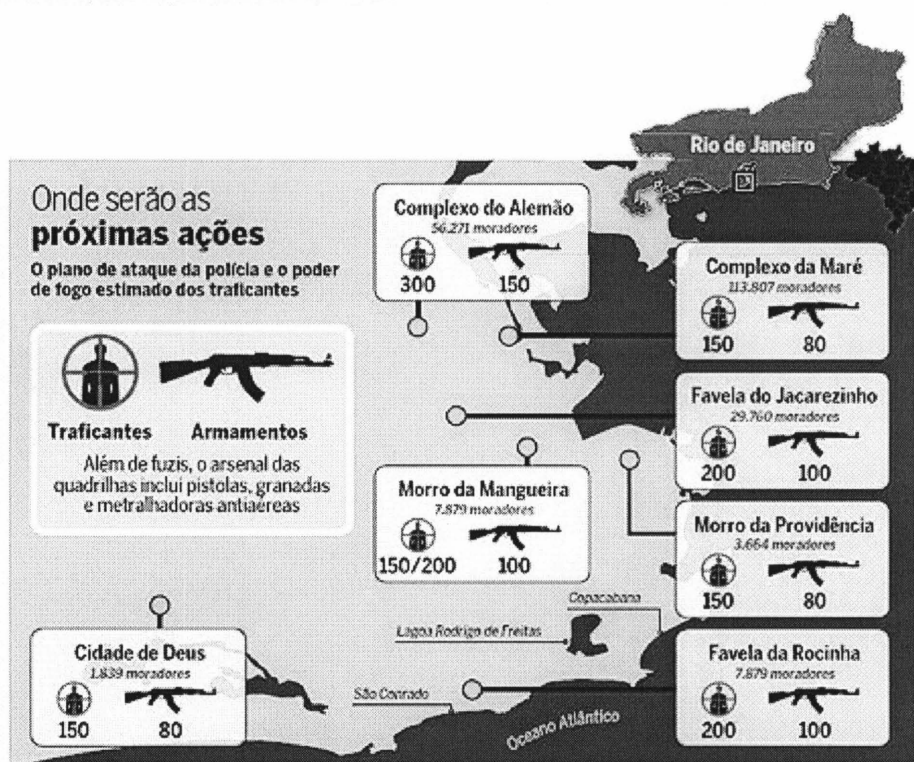 Rio de Janeiro
Onde serão as
próximas ações
O plano de ataque da polícia e o poder
de fogo estimado dos traficantes
Traficantes Armamentos
Além de fuzis, o arsenal das
quadrilhas inclui pistolas, granadas
e metralhadoras antiaéreas
Complexo do Alemão
56.271 moradores
300 150
Complexo da Maré
113.807 moradores
150 80
Favela do Jacarezinho
29.760 moradores
200 100
Morro da Mangueira
7.879 moradores
150/200 100
Morro da Providência
3.664 moradores
150 80
Copacabana
Lagoa Rodrigo de Freitas
Cidade de Deus
1.839 moradores
150 80
São Conrado
Oceano Atlântico
Favela da Rocinha
7.879 moradores
200 100